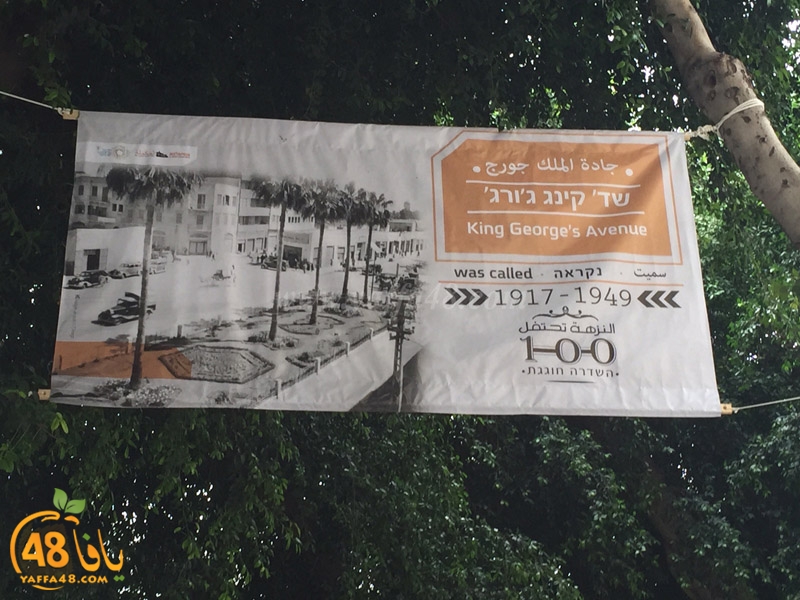 جادة الملك جورج
שד' קינג ג'ורג'
King George's Avenue
was called · נקראה · سميت
1917-1949
النزهة تحتفل
100
השדרה חוגגת
48 يافا
YAFFA48.COM